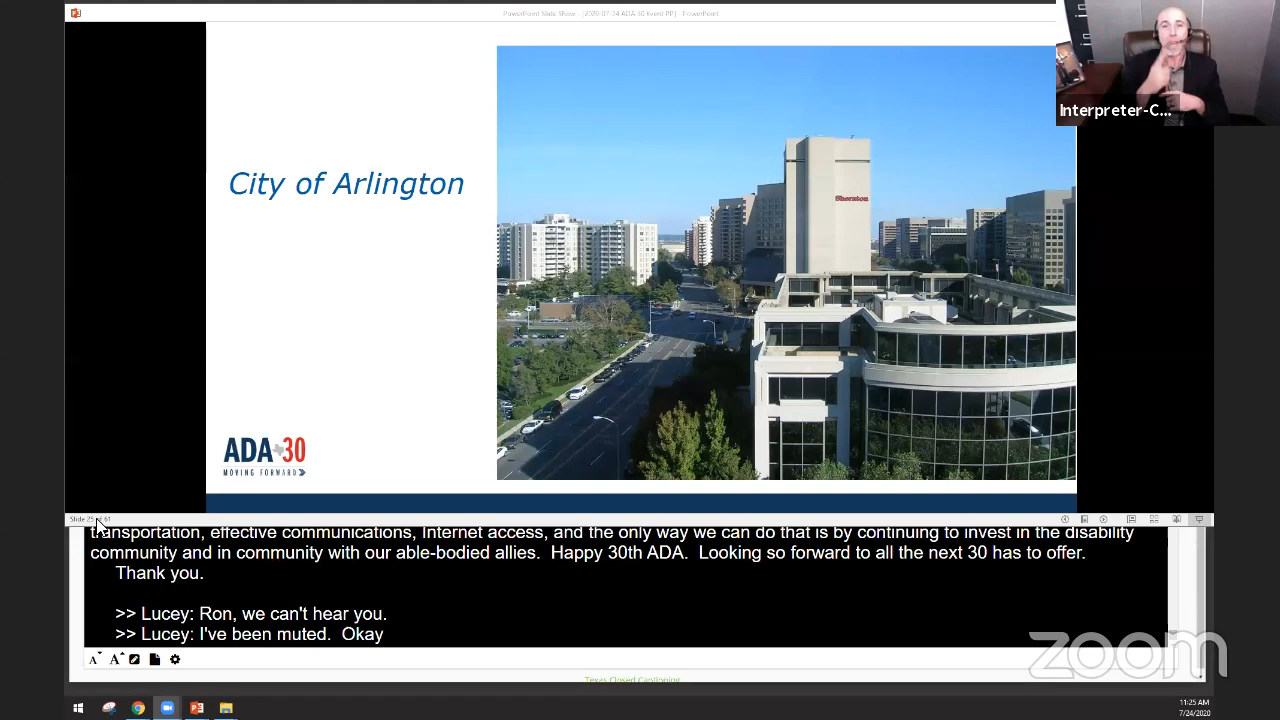 PowerPoint Slide Show - [2020-07-24 ADA 30 Event PP] - PowerPoint
Interpreter-C...
City of Arlington
Sheraton
ADA 30
MOVING FORWARD
Slide 25 of 61
transportation, effective communications, Internet access, and the only way we can do that is by continuing to invest in the disability
community and in community with our able-bodied allies.  Happy 30th ADA.  Looking so forward to all the next 30 has to offer.
Thank you.
>> Lucey: Ron, we can't hear you.
>> Lucey: I've been muted.  Okay
zoom
A A
Texas Closed Captioning
11:25 AM
7/24/2020